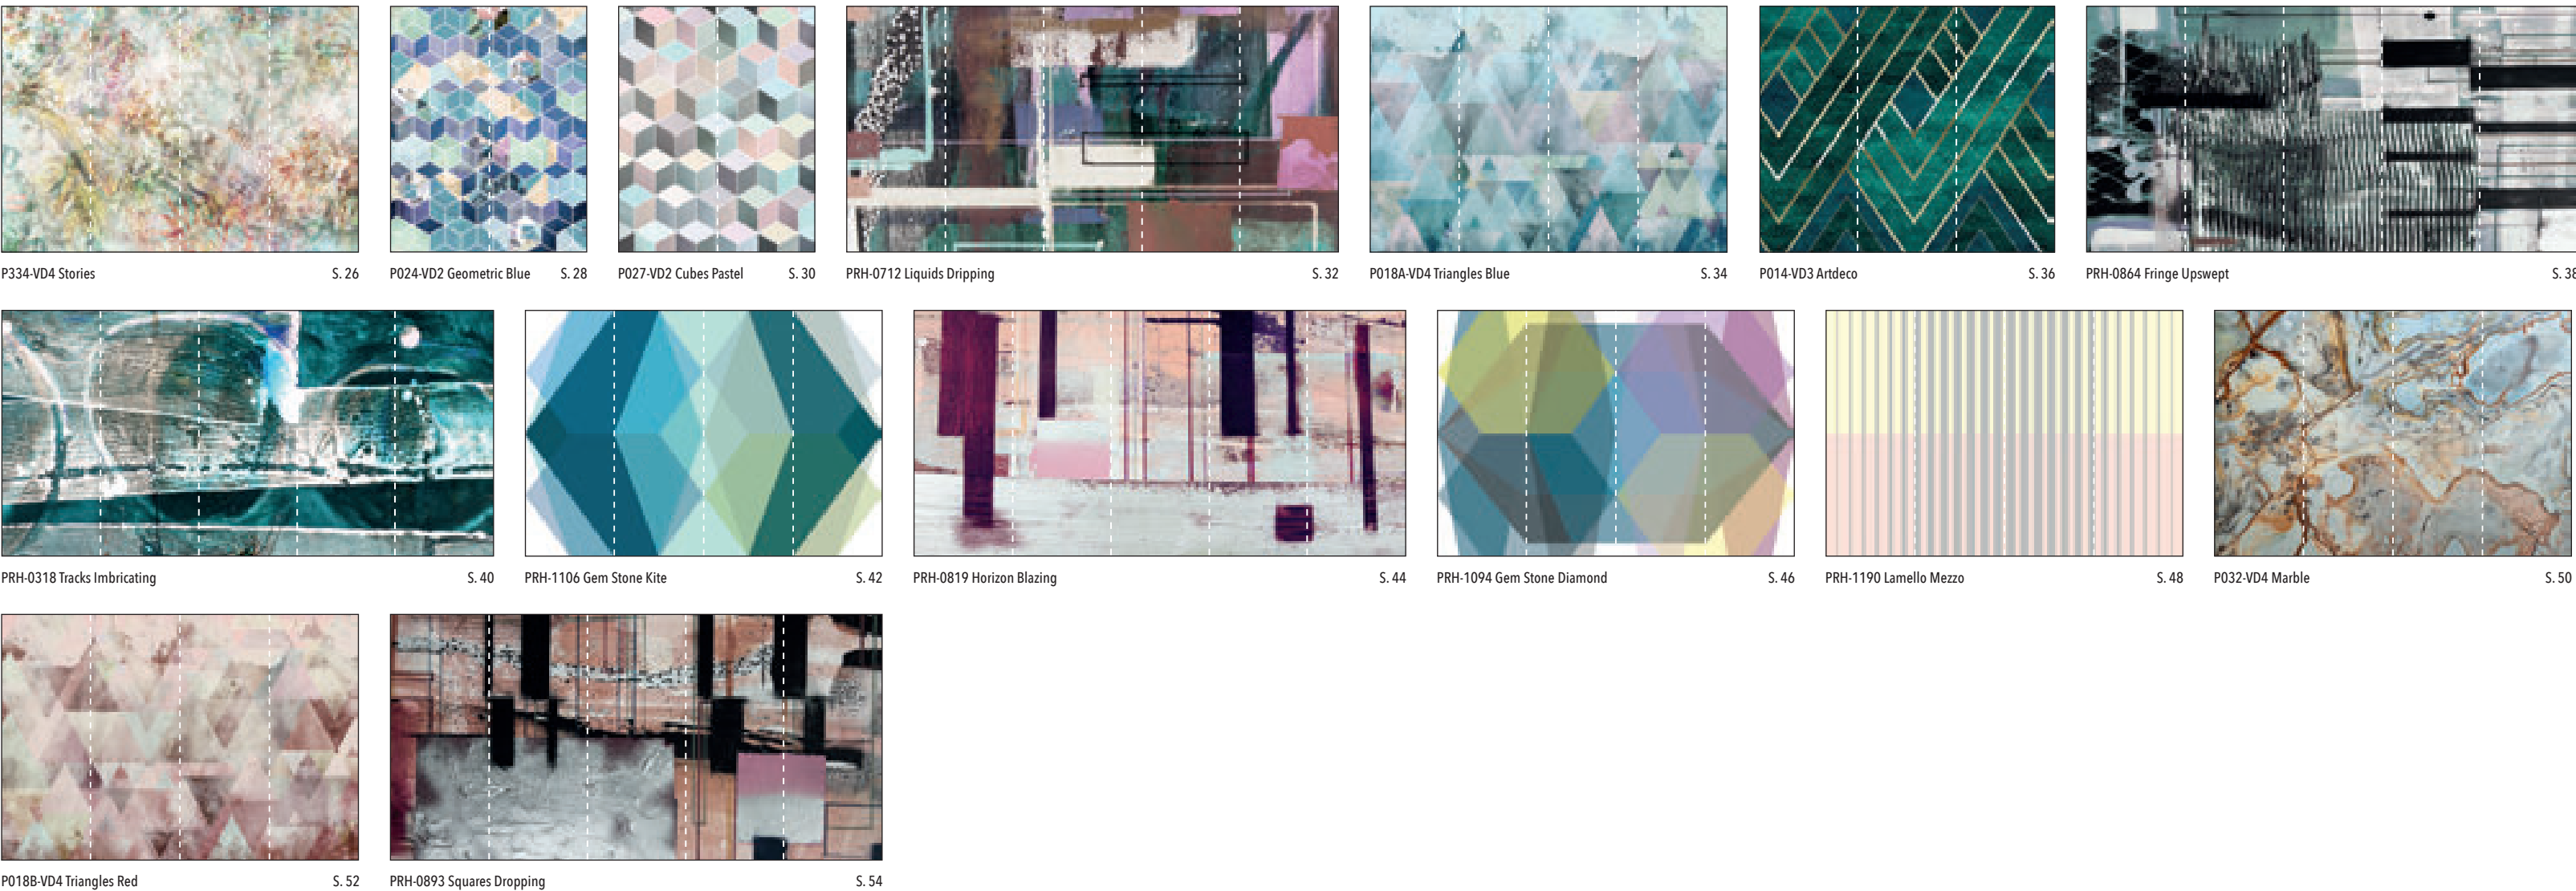 P334-VD4 Stories S. 26
P024-VD2 Geometric Blue S. 28
P027-VD2 Cubes Pastel S. 30
PRH-0712 Liquids Dripping S. 32
P018A-VD4 Triangles Blue S. 34
P014-VD3 Artdeco S. 36
PRH-0864 Fringe Upswept S. 38
PRH-0318 Tracks Imbricating S. 40
PRH-1106 Gem Stone Kite S. 42
PRH-0819 Horizon Blazing S. 44
PRH-1094 Gem Stone Diamond S. 46
PRH-1190 Lamello Mezzo S. 48
P032-VD4 Marble S. 50
P018B-VD4 Triangles Red S. 52
PRH-0893 Squares Dropping S. 54